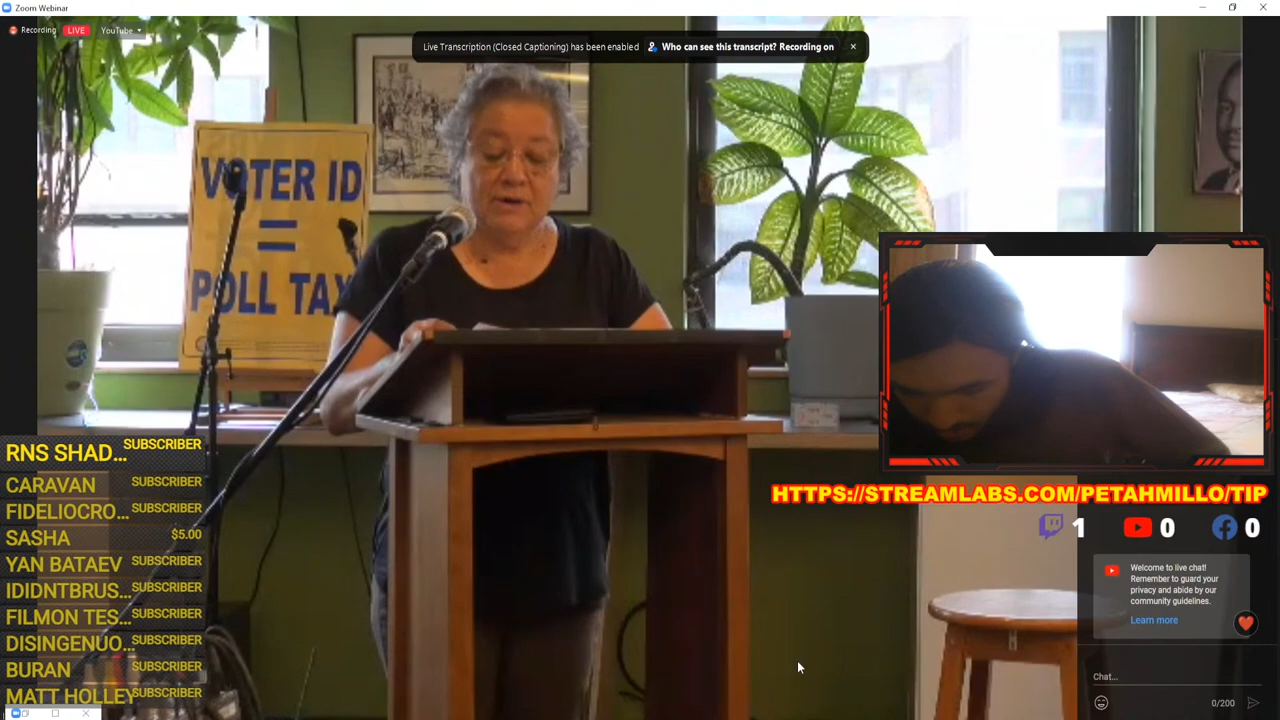 Zoom Webinar
Recording LIVE YouTube
Live Transcription (Closed Captioning) has been enabled Who can see this transcript? Recording on
VOTER ID
=
POLL TAX
RNS SHAD... SUBSCRIBER
CARAVAN SUBSCRIBER
FIDELIOCRO... SUBSCRIBER
SASHA $5.00
YAN BATAEV SUBSCRIBER
IDIDNTBRUS... SUBSCRIBER
FILMON TES... SUBSCRIBER
DISINGENUO... SUBSCRIBER
BURAN SUBSCRIBER
MATT HOLLEY SUBSCRIBER
HTTPS://STREAMLABS.COM/PETAHMILLO/TIP
1 0 0
Welcome to live chat!
Remember to guard your
privacy and abide by our
community guidelines.
Learn more
Chat...
0/200